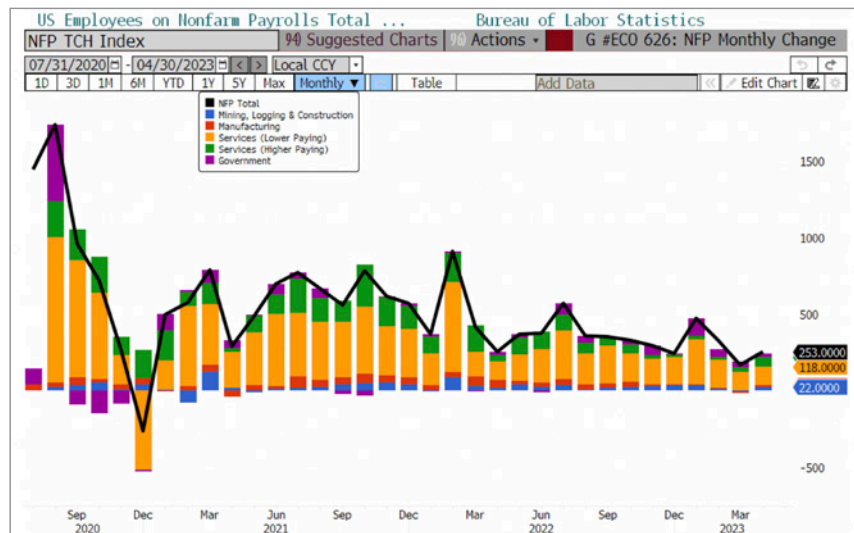 US Employees on Nonfarm Payrolls Total ... Bureau of Labor Statistics
NFP TCH Index 94) Suggested Charts Actions ▾ G #ECO 626: NFP Monthly Change
07/31/2020 - 04/30/2023 < > Local CCY ▾
1D 3D 1M 6M YTD 1Y 5Y Max Monthly ▼ Table Add Data « Edit Chart
NFP Total
Mining, Logging & Construction
Manufacturing
Services (Lower Paying)
Services (Higher Paying)
Government
1500
1000
500
253.0000
118.0000
22.0000
-500
Sep Dec Mar Jun Sep Dec Mar Jun Sep Dec Mar
2020 2021 2022 2023